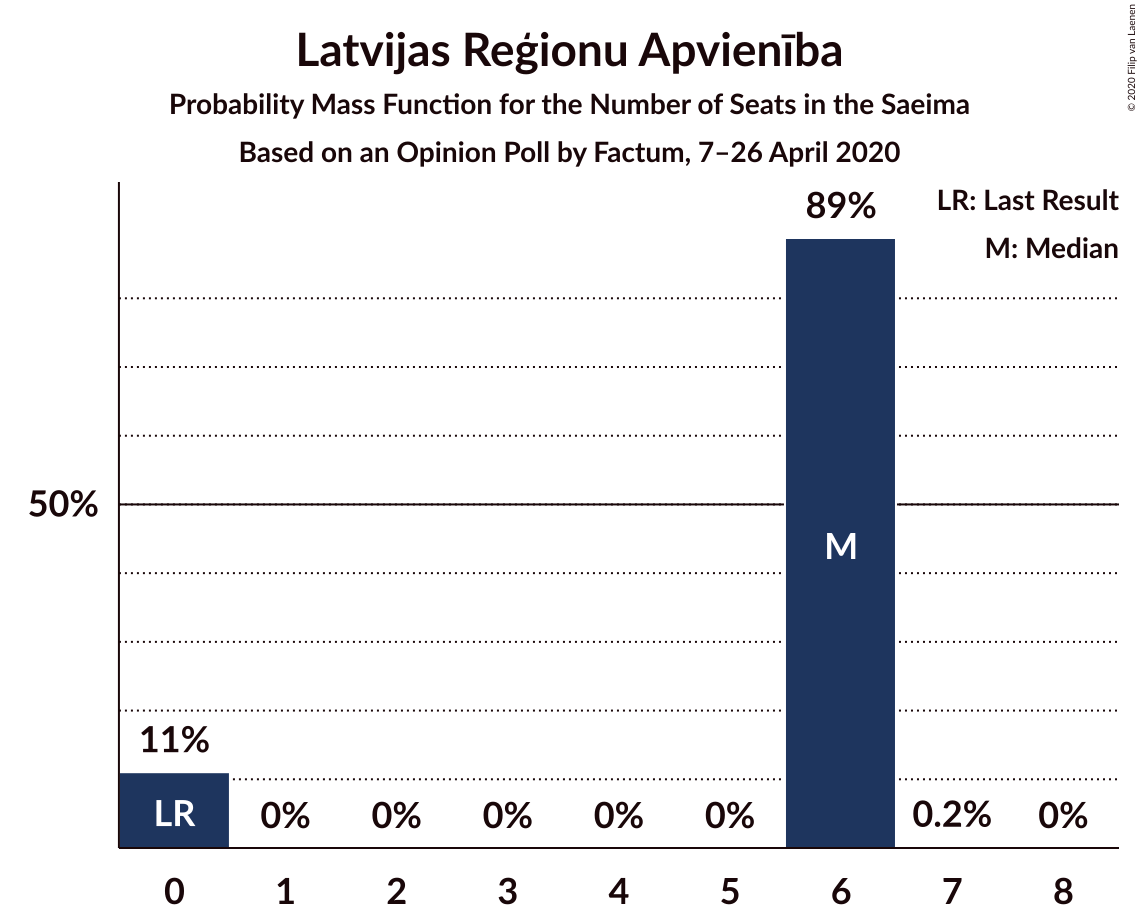 Latvijas Reģionu Apvienība
Probability Mass Function for the Number of Seats in the Saeima
Based on an Opinion Poll by Factum, 7–26 April 2020
© 2020 Filip van Laenen
LR: Last Result
M: Median
89%
50%
M
11%
LR
0%
0%
0%
0%
0%
0.2%
0%
0
1
2
3
4
5
6
7
8